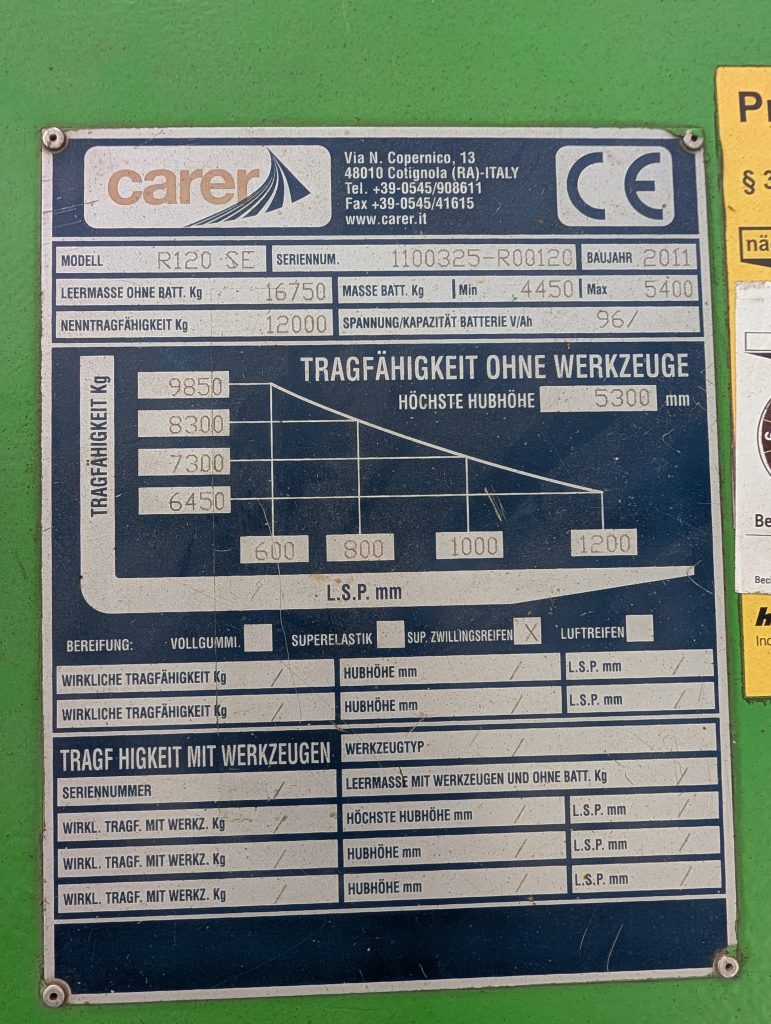 carer
Via N. Copernico, 13
48010 Cotignola (RA)-ITALY
Tel. +39-0545/908611
Fax +39-0545/41615
www.carer.it
CE
MODELL R120 SE SERIENNUM. 1100325-R00120 BAUJAHR 2011
LEERMASSE OHNE BATT. Kg 16750 MASSE BATT. Kg Min 4450 Max 5400
NENNTRAGFÄHIGKEIT Kg 12000 SPANNUNG/KAPAZITÄT BATTERIE V/Ah 96/
TRAGFÄHIGKEIT OHNE WERKZEUGE
HÖCHSTE HUBHÖHE 5300 mm
TRAGFÄHIGKEIT Kg
9850
8300
7300
6450
600 800 1000 1200
L.S.P. mm
BEREIFUNG: VOLLGUMMI. SUPERELASTIK SUP. ZWILLINGSREIFEN X LUFTREIFEN
WIRKLICHE TRAGFÄHIGKEIT Kg / HUBHÖHE mm / L.S.P. mm /
WIRKLICHE TRAGFÄHIGKEIT Kg / HUBHÖHE mm / L.S.P. mm /
TRAGF HIGKEIT MIT WERKZEUGEN WERKZEUGTYP /
SERIENNUMMER / LEERMASSE MIT WERKZEUGEN UND OHNE BATT. Kg /
WIRKL. TRAGF. MIT WERKZ. Kg / HÖCHSTE HUBHÖHE mm / L.S.P. mm /
WIRKL. TRAGF. MIT WERKZ. Kg / HUBHÖHE mm / L.S.P. mm /
WIRKL. TRAGF. MIT WERKZ. Kg / HUBHÖHE mm / L.S.P. mm /